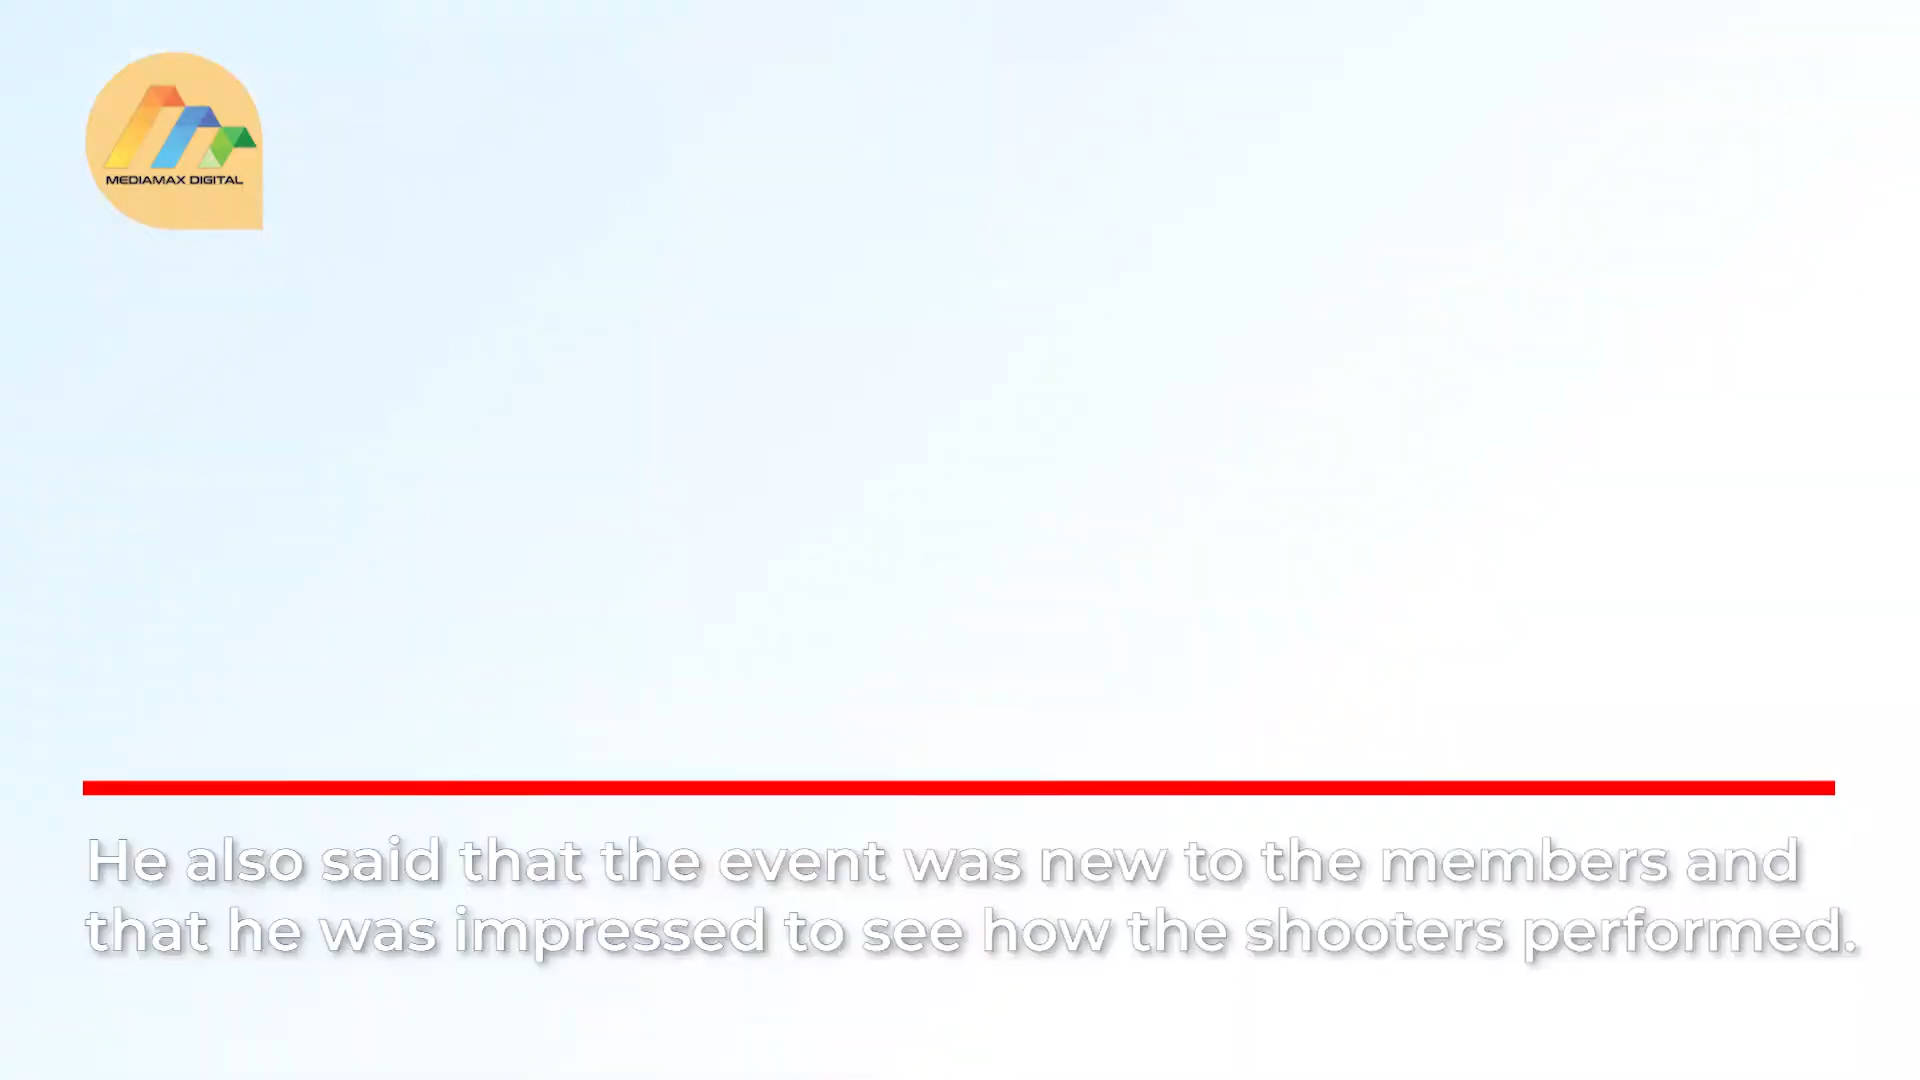 MEDIAMAX DIGITAL
He also said that the event was new to the members and
that he was impressed to see how the shooters performed.